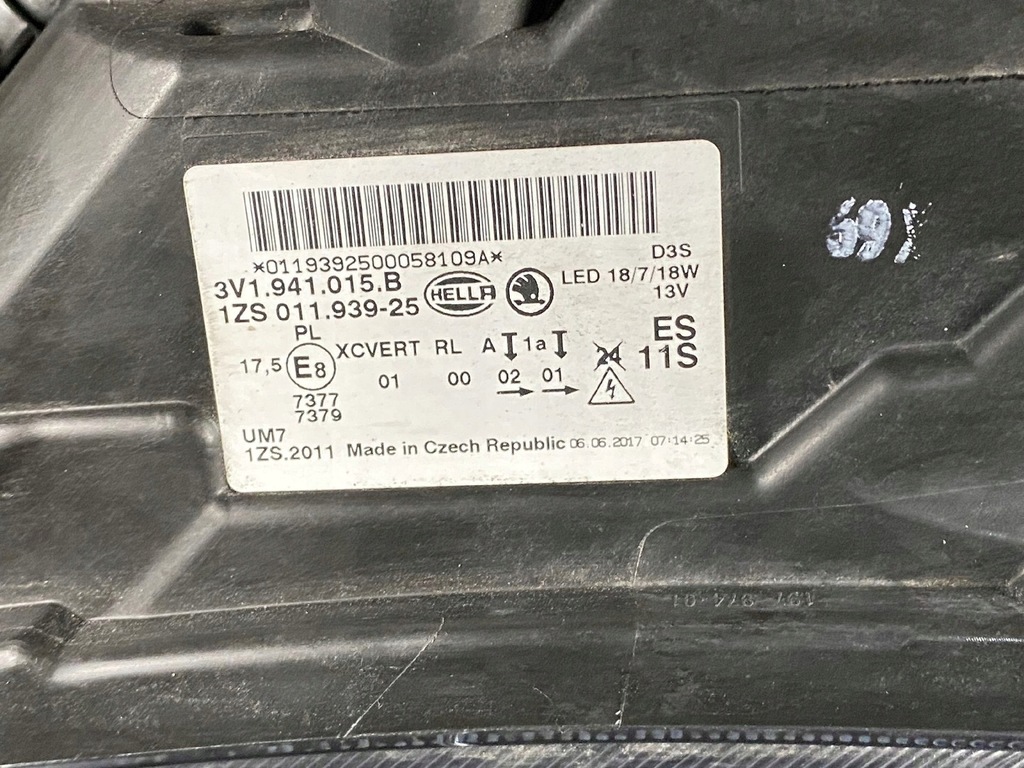 *0119392500058109A*
3V1.941.015.B HELLA D3S
LED 18/7/18W
1ZS 011.939-25 13V
PL ES
17,5 E8 XCVERT RL A 1a 24 11S
01 00 02 01
7377
7379
UM7
1ZS.2011 Made in Czech Republic 06.06.2017 07:14:25